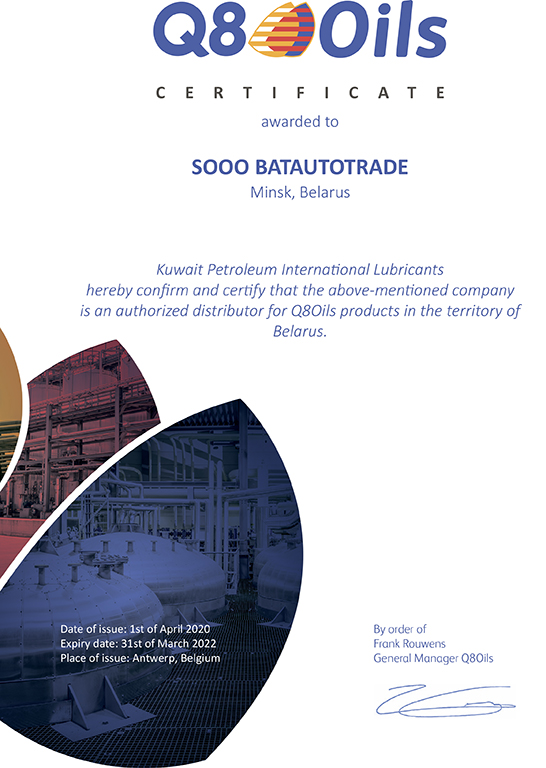 Q8Oils
CERTIFICATE
awarded to
SOOO BATAUTOTRADE
Minsk, Belarus
Kuwait Petroleum International Lubricants
hereby confirm and certify that the above-mentioned company
is an authorized distributor for Q8Oils products in the territory of
Belarus.
Date of issue: 1st of April 2020
Expiry date: 31st of March 2022
Place of issue: Antwerp, Belgium
By order of
Frank Rouwens
General Manager Q8Oils